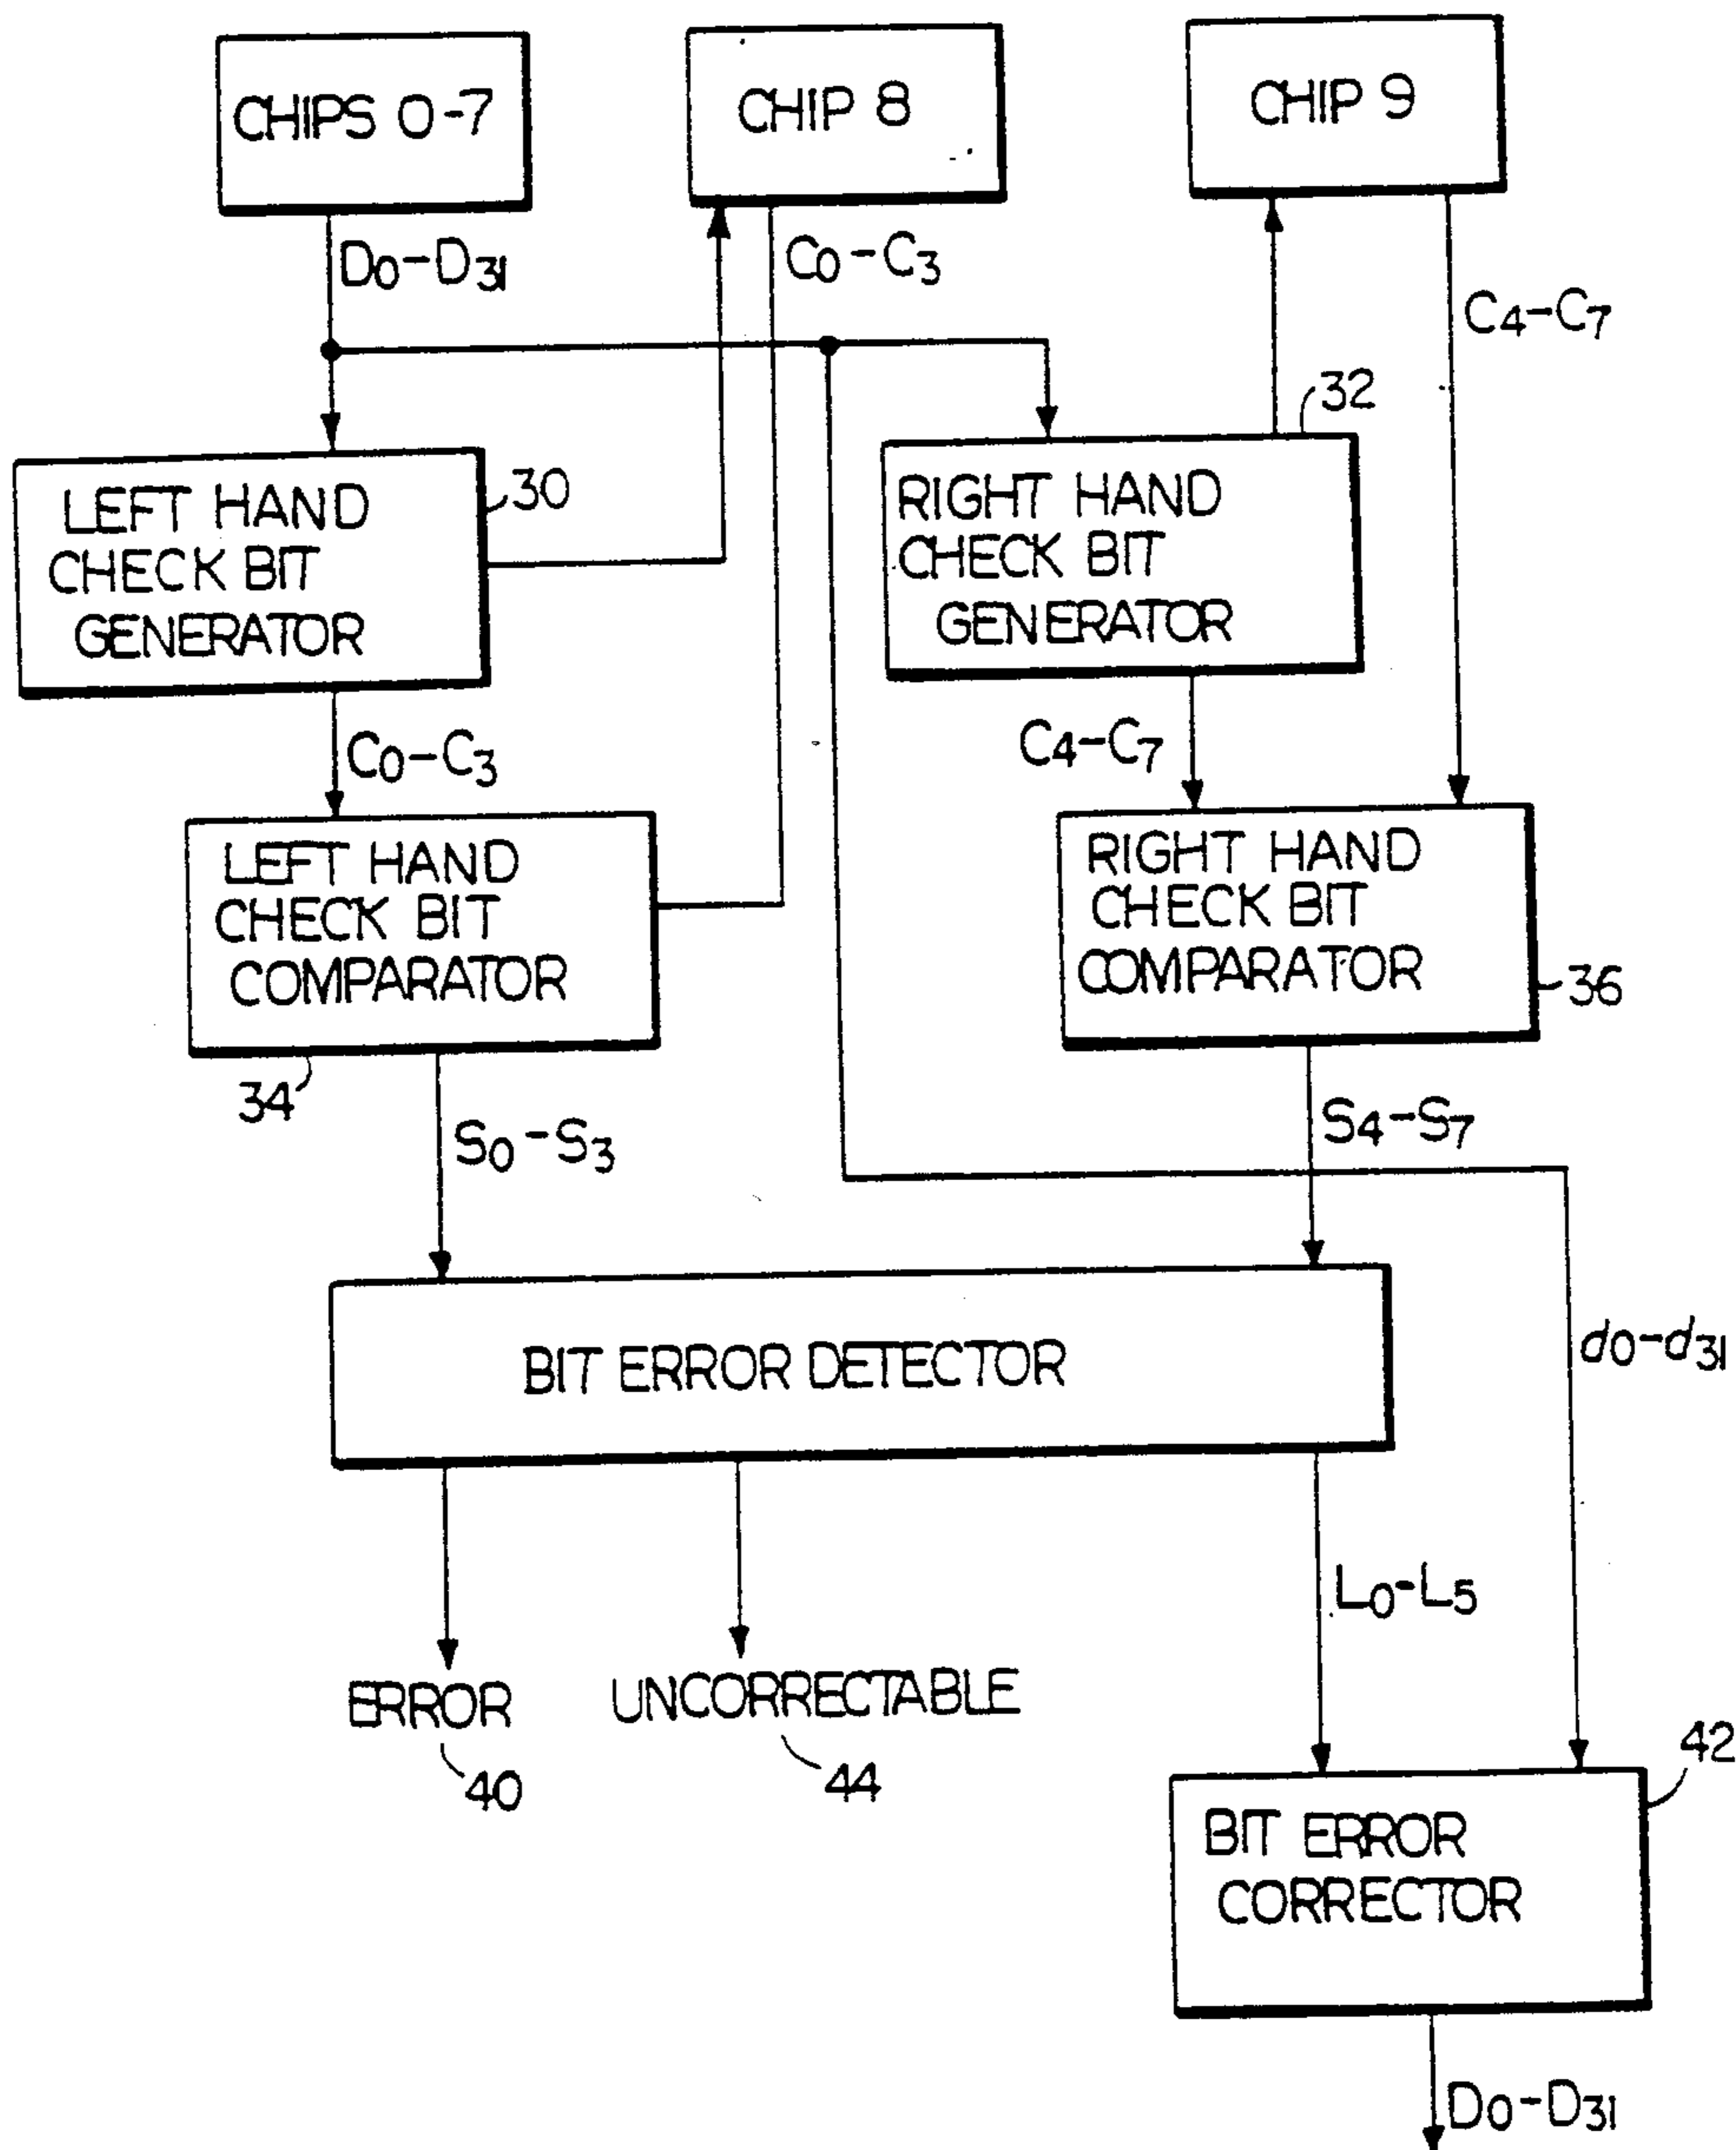 CHIPS 0-7
CHIP 8
CHIP 9
D0-D31
C0-C3
C4-C7
32
LEFT HAND
CHECK BIT
GENERATOR
30
RIGHT HAND
CHECK BIT
GENERATOR
C0-C3
C4-C7
LEFT HAND
CHECK BIT
COMPARATOR
34
RIGHT HAND
CHECK BIT
COMPARATOR
36
S0-S3
S4-S7
BIT ERROR DETECTOR
d0-d31
L0-L5
ERROR
40
UNCORRECTABLE
44
42
BIT ERROR
CORRECTOR
D0-D31